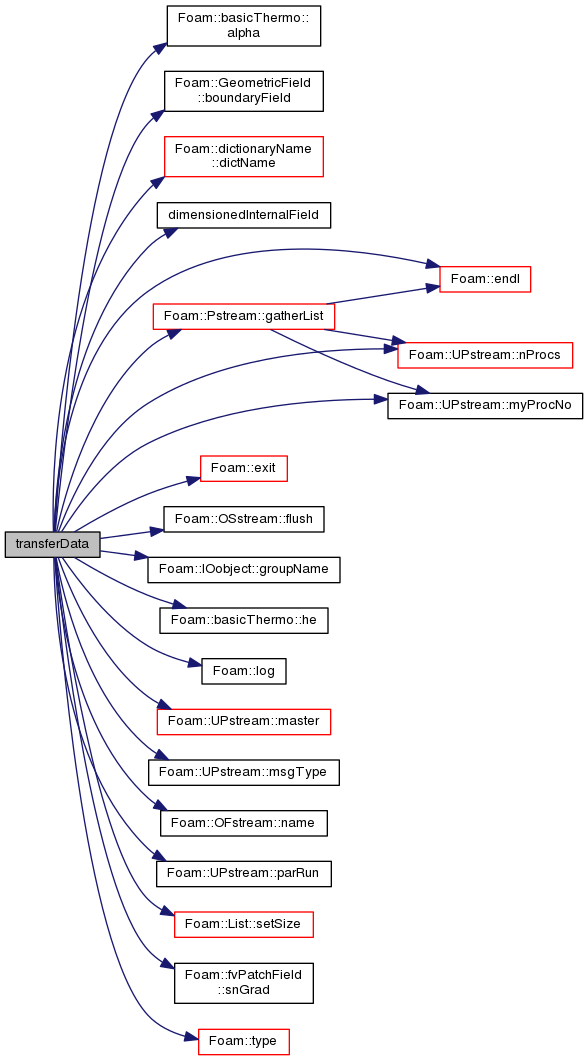 Foam::basicThermo::
alpha
Foam::GeometricField
::boundaryField
Foam::dictionaryName
::dictName
dimensionedInternalField
Foam::endl
Foam::Pstream::gatherList
Foam::UPstream::nProcs
Foam::UPstream::myProcNo
Foam::exit
Foam::OSstream::flush
transferData
Foam::IOobject::groupName
Foam::basicThermo::he
Foam::log
Foam::UPstream::master
Foam::UPstream::msgType
Foam::OFstream::name
Foam::UPstream::parRun
Foam::List::setSize
Foam::fvPatchField
::snGrad
Foam::type